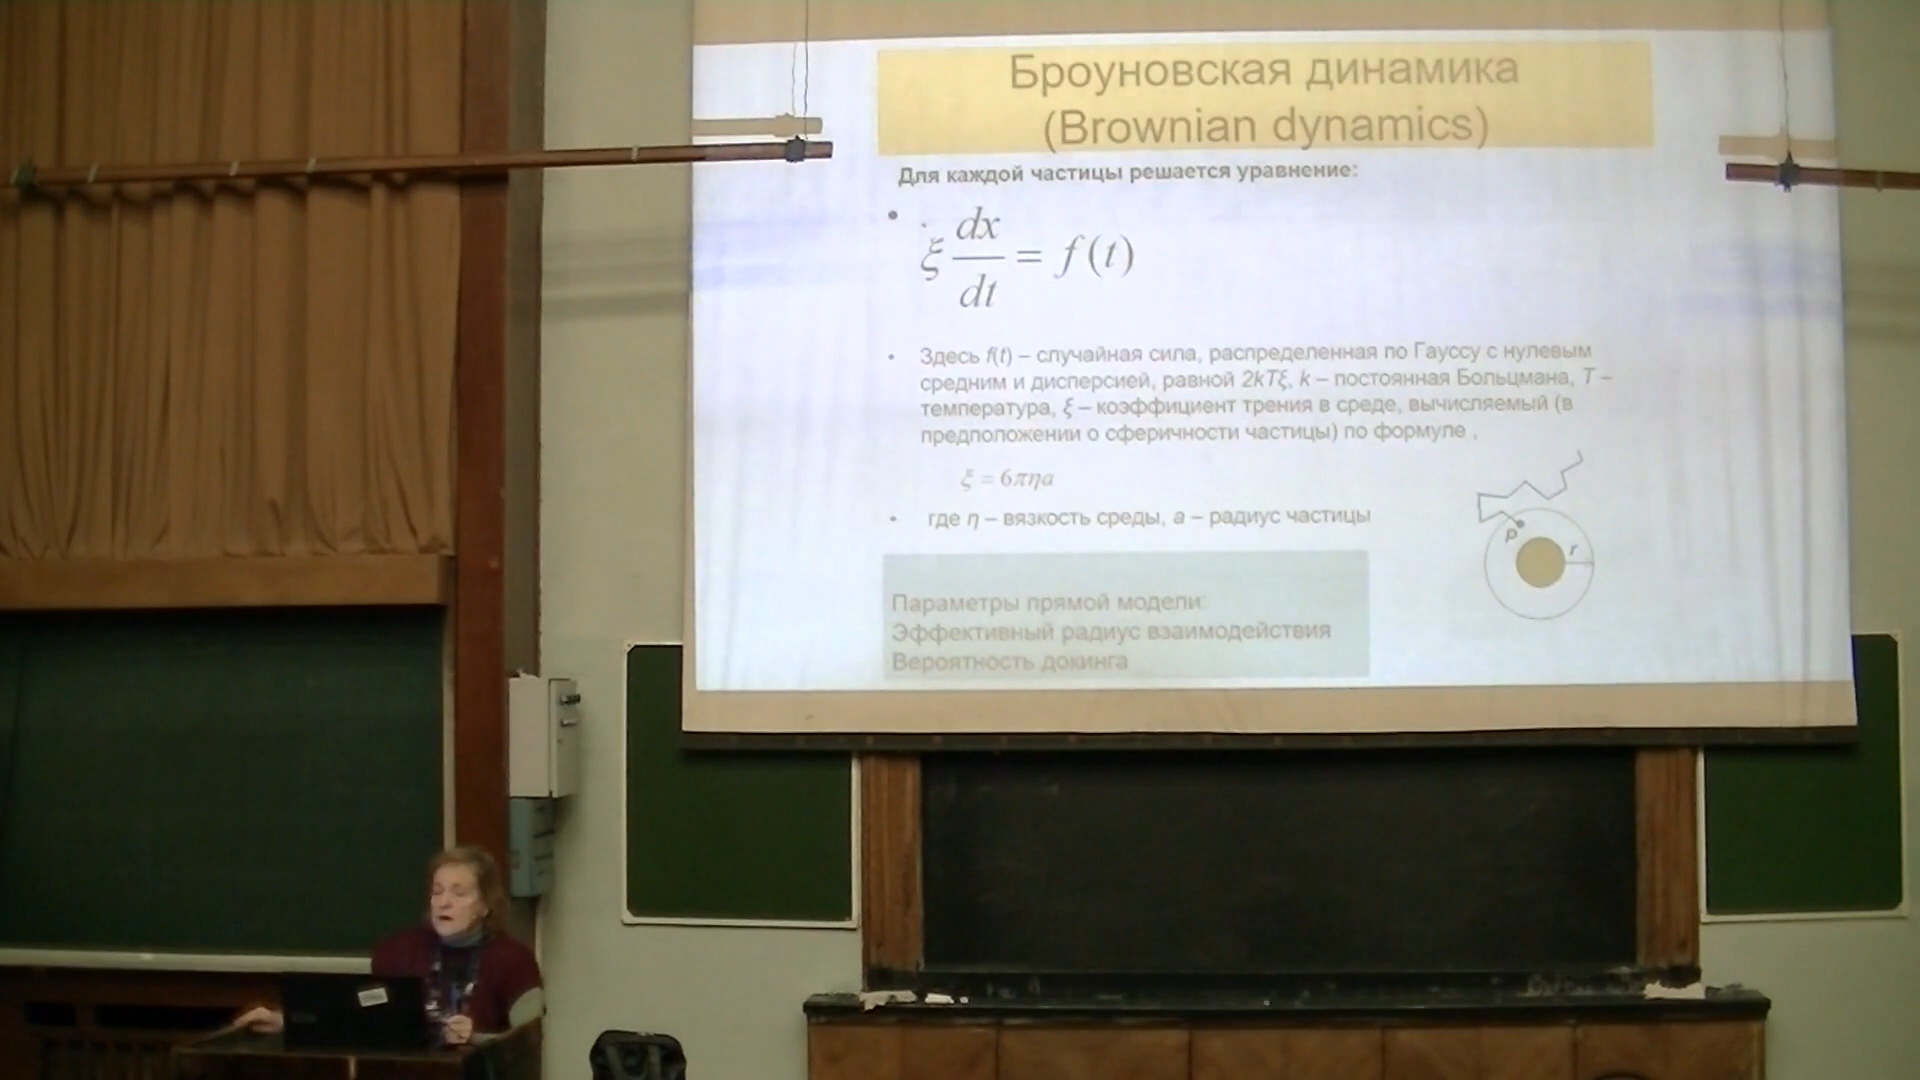 Броуновская динамика
(Brownian dynamics)
Для каждой частицы решается уравнение:
• ξ dx/dt = f(t)
• Здесь f(t) – случайная сила, распределенная по Гауссу с нулевым
средним и дисперсией, равной 2kTξ, k – постоянная Больцмана, T –
температура, ξ – коэффициент трения в среде, вычисляемый (в
предположении о сферичности частицы) по формуле ,
ξ = 6πηa
• где η – вязкость среды, a – радиус частицы
P
r
Параметры прямой модели:
Эффективный радиус взаимодействия
Вероятность докинга